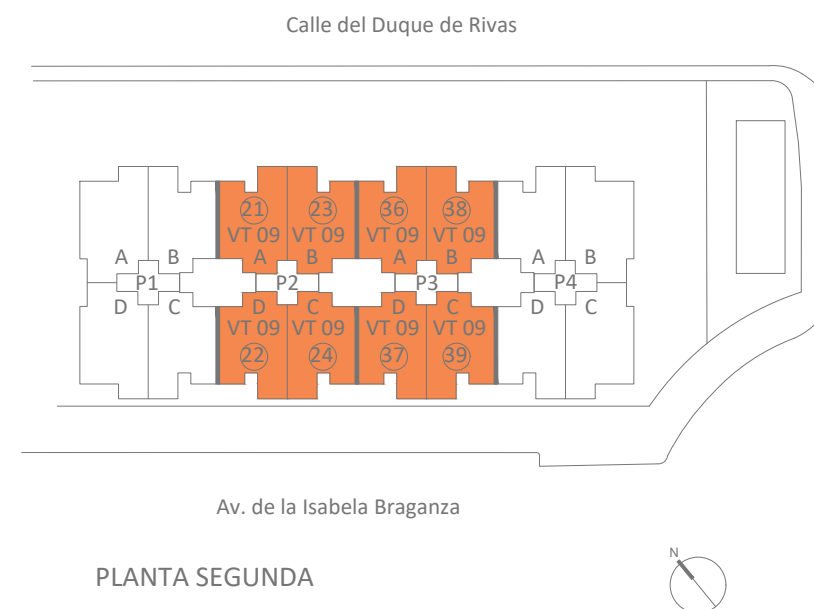 Calle del Duque de Rivas
21 23 36 38
VT 09 VT 09 VT 09 VT 09
A B A B A B A B
P1 P2 P3 P4
D C D C D C D C
VT 09 VT 09 VT 09 VT 09
22 24 37 39
Av. de la Isabela Braganza
PLANTA SEGUNDA
N